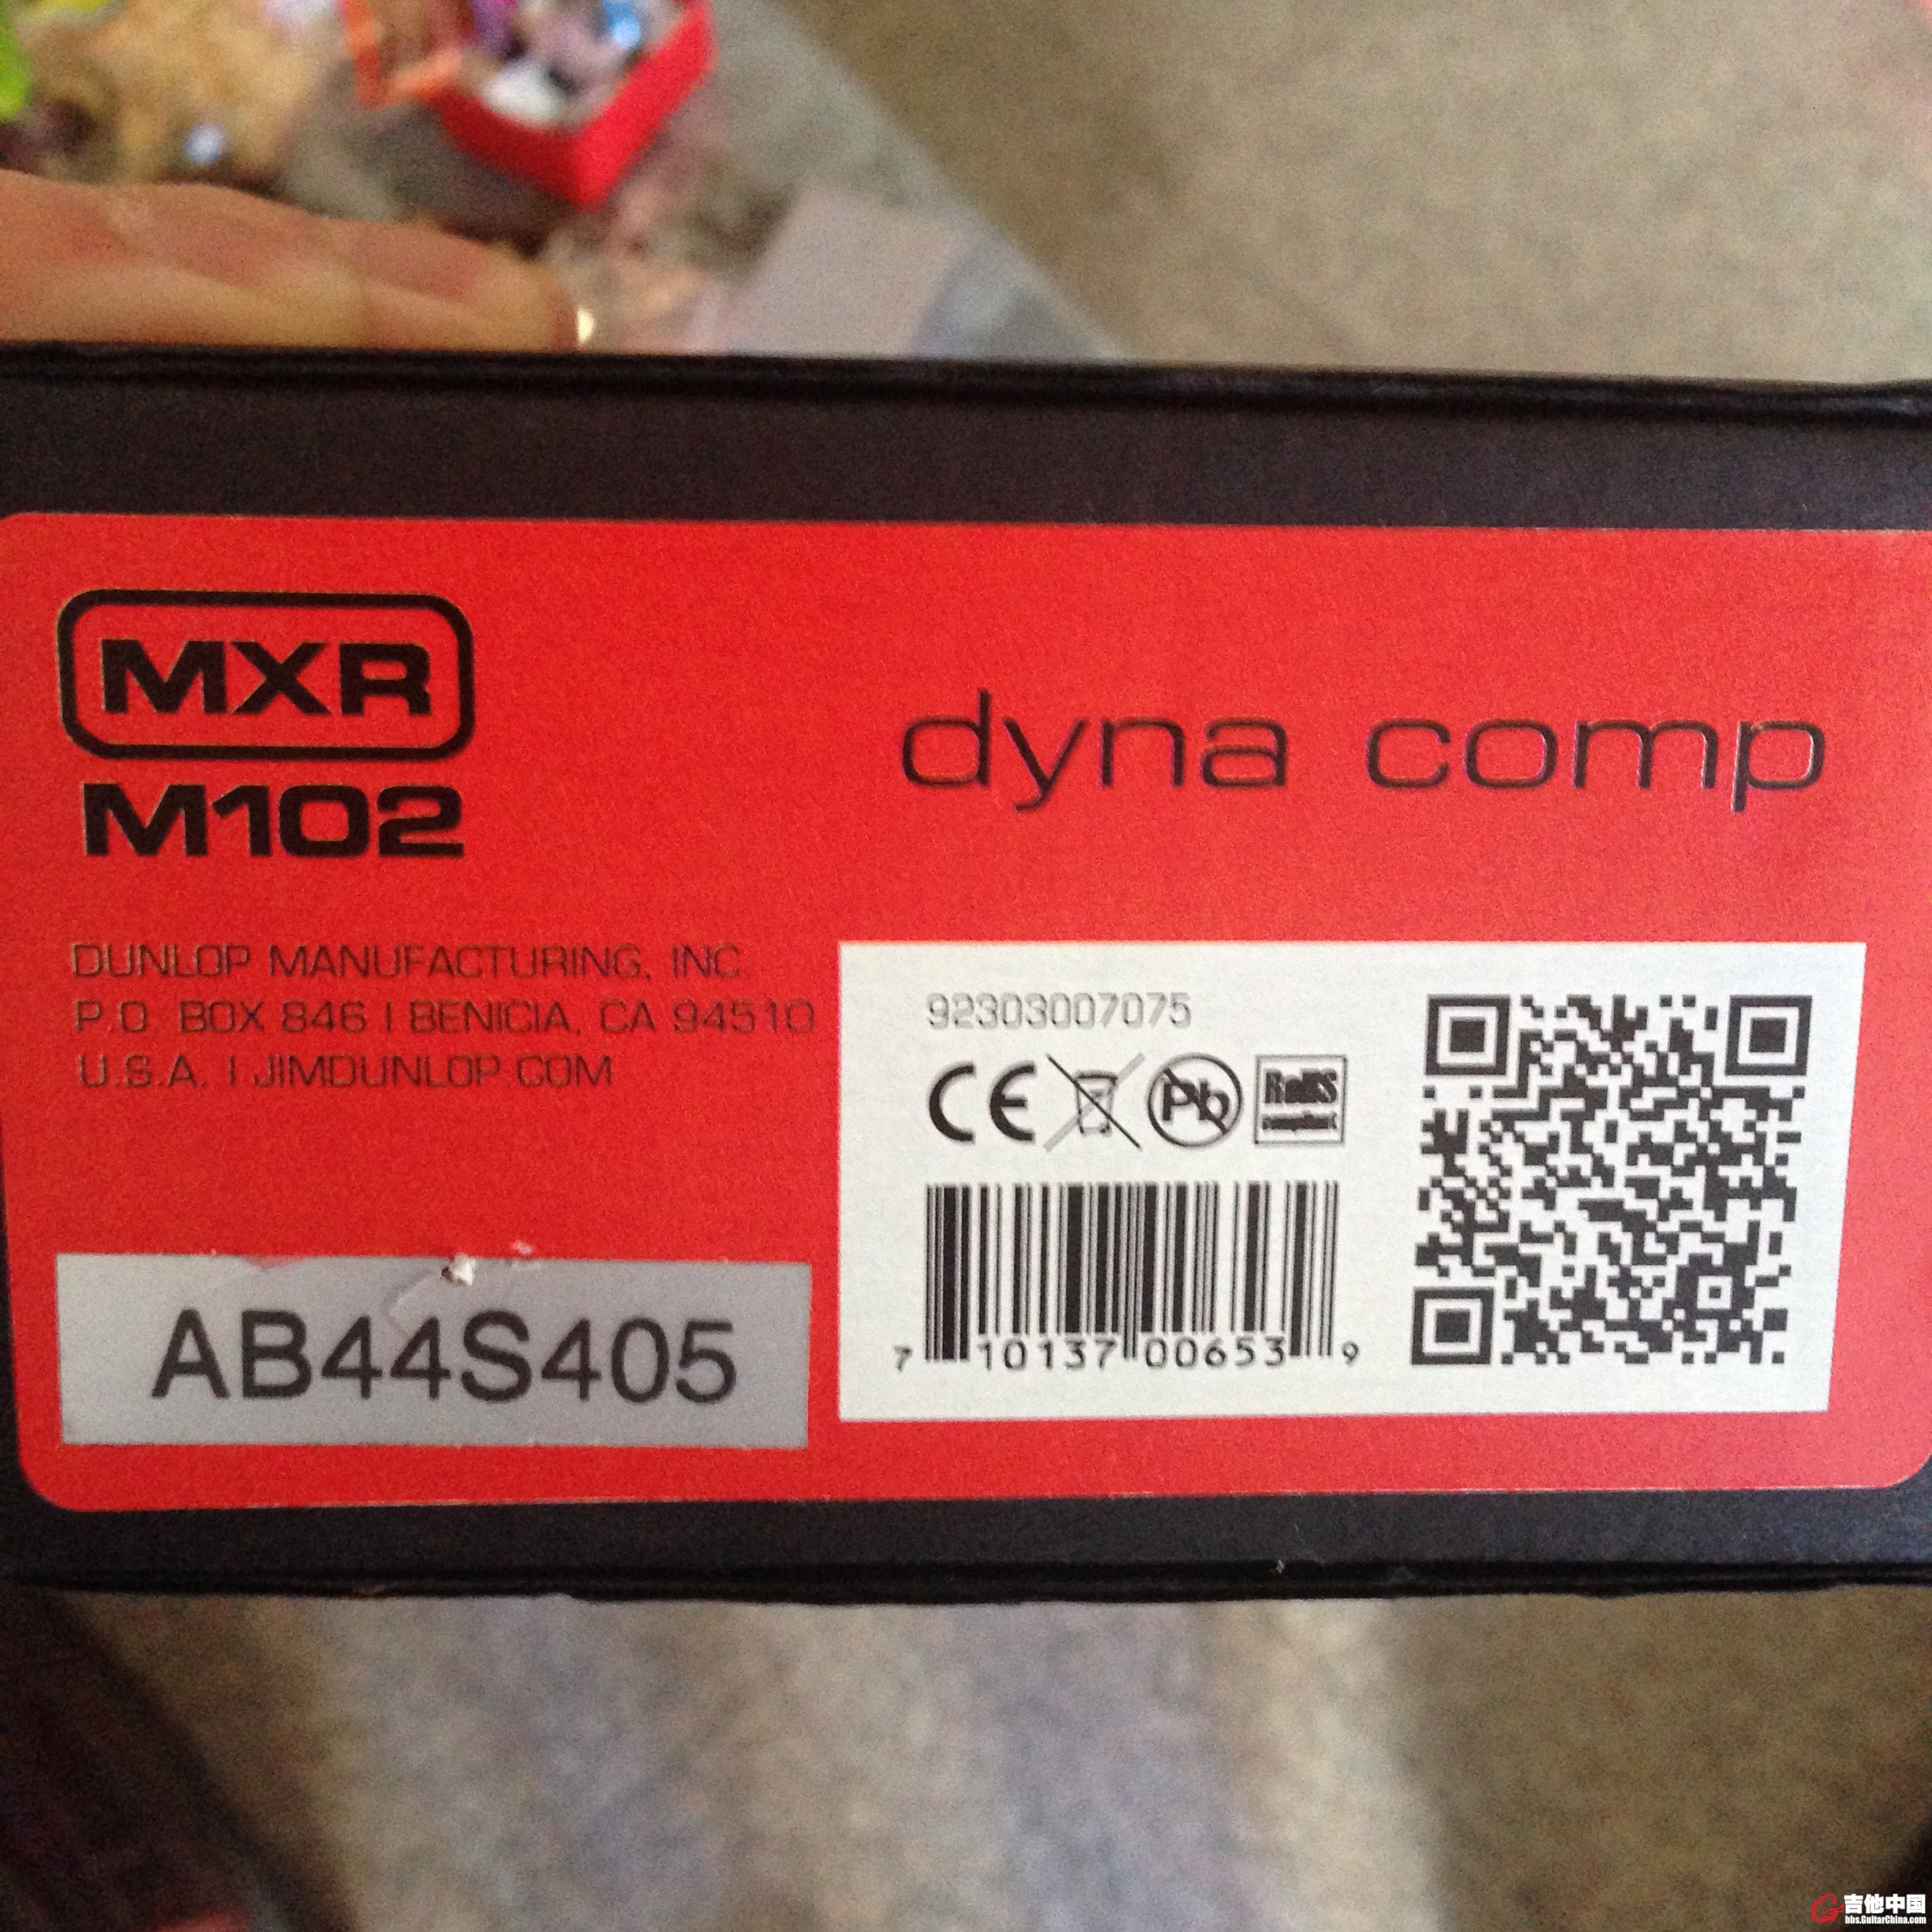 MXR
M102
dyna comp
DUNLOP MANUFACTURING, INC.
P.O. BOX 846 | BENICIA, CA 94510
U.S.A. | JIMDUNLOP.COM
92303007075
CE
Pb
RoHS
compliant
AB44S405
7 10137 00653 9
吉他中国
bbs.GuitarChina.com